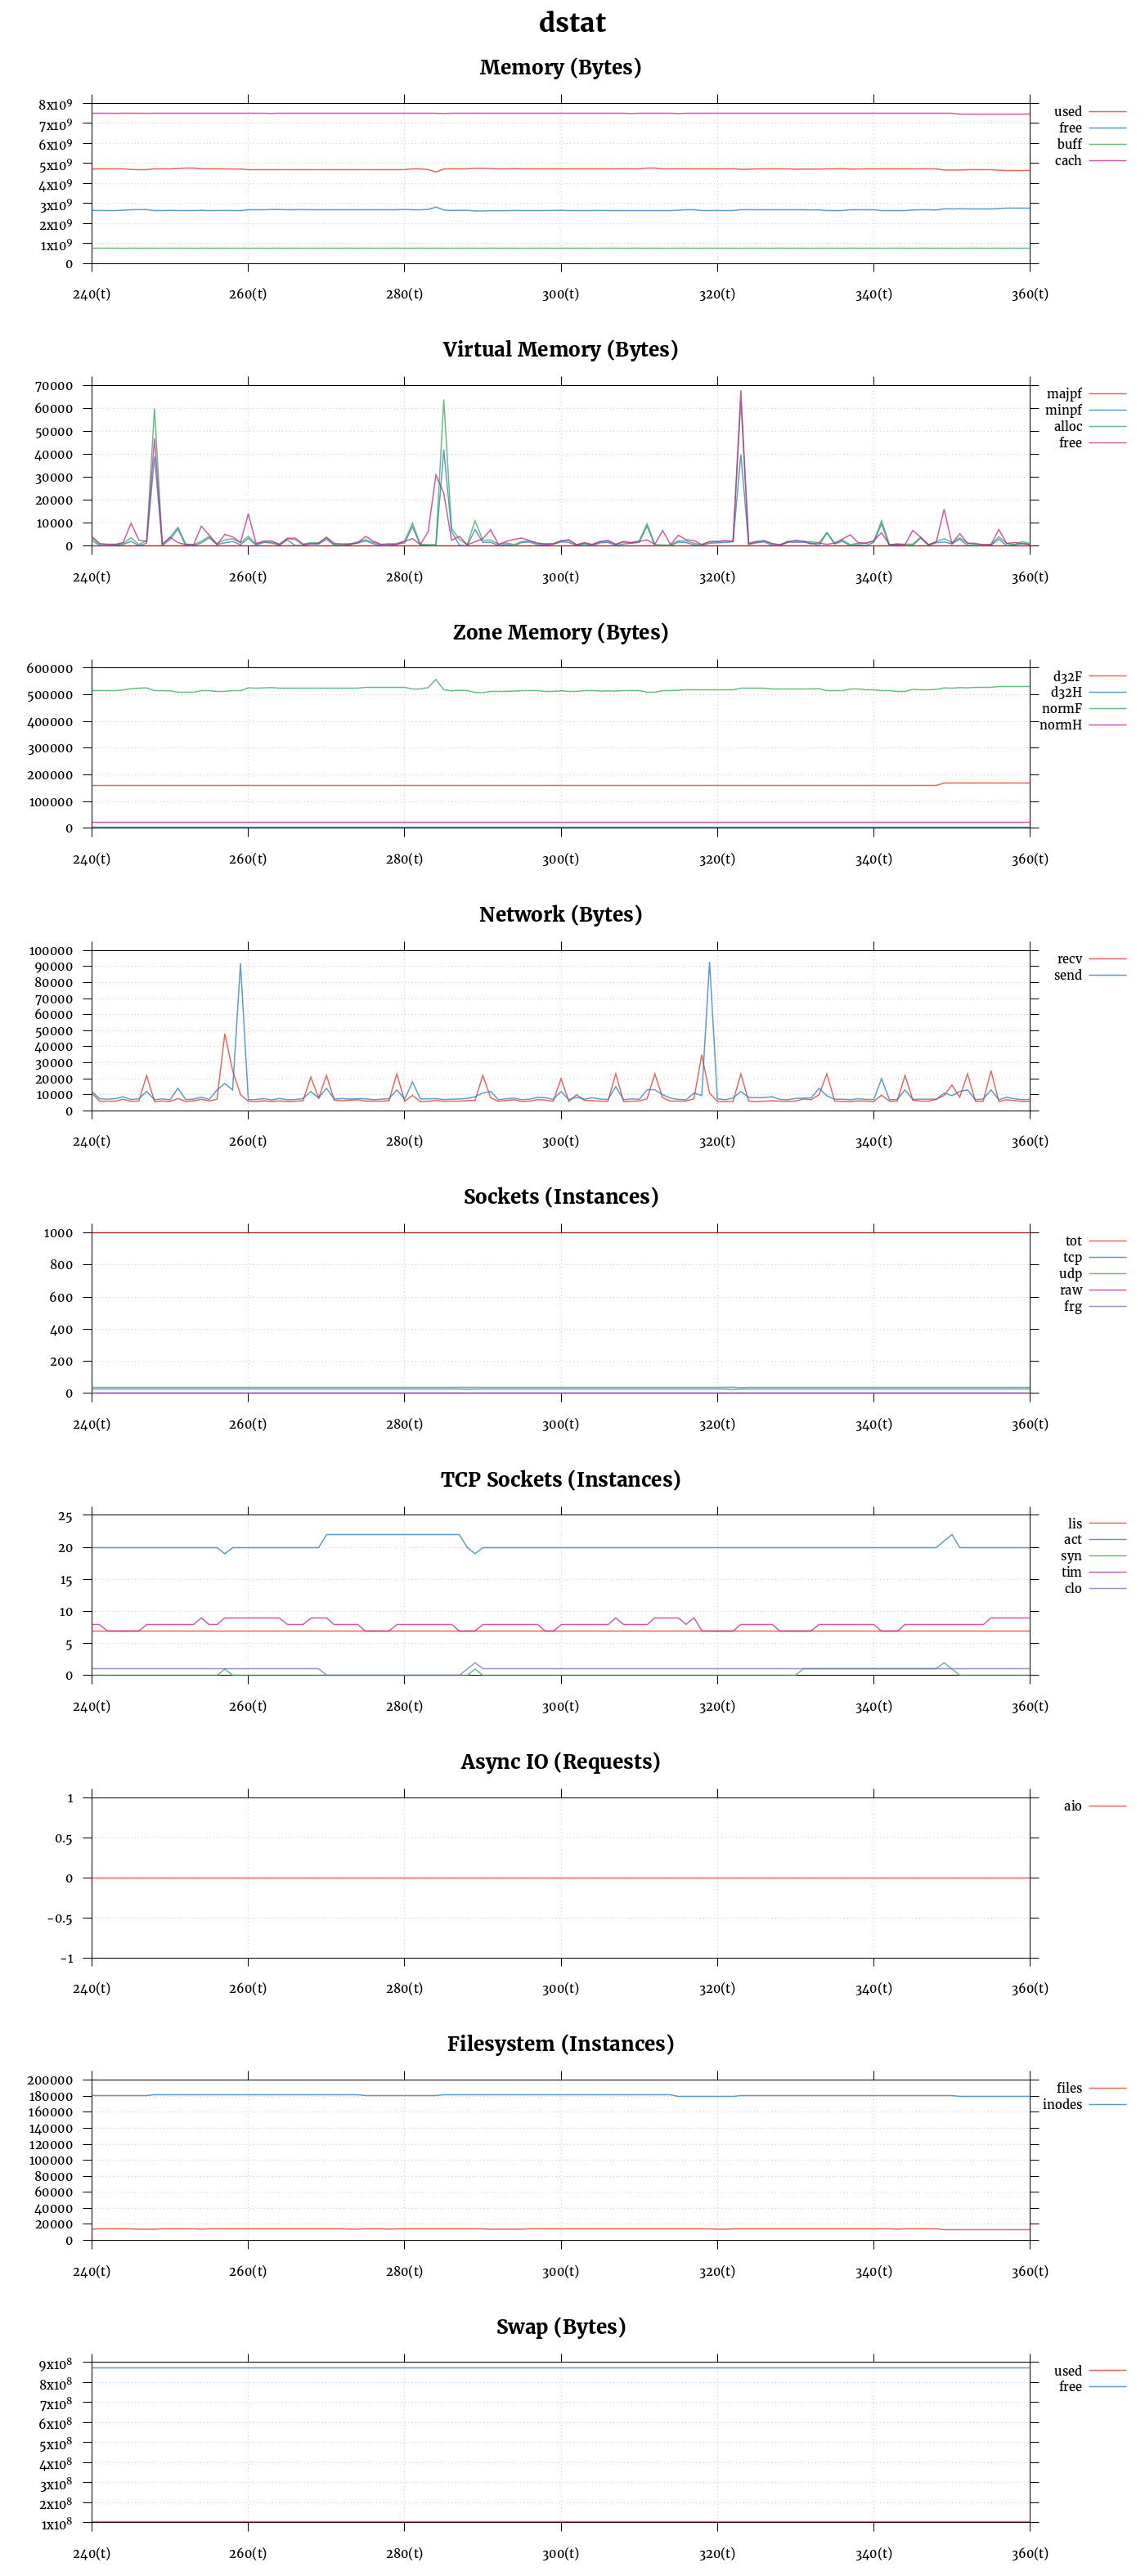 dstat
Memory (Bytes)
8x10⁹
7x10⁹
6x10⁹
5x10⁹
4x10⁹
3x10⁹
2x10⁹
1x10⁹
0
240(t) 260(t) 280(t) 300(t) 320(t) 340(t) 360(t)
used
free
buff
cach
Virtual Memory (Bytes)
70000
60000
50000
40000
30000
20000
10000
0
240(t) 260(t) 280(t) 300(t) 320(t) 340(t) 360(t)
majpf
minpf
alloc
free
Zone Memory (Bytes)
600000
500000
400000
300000
200000
100000
0
240(t) 260(t) 280(t) 300(t) 320(t) 340(t) 360(t)
d32F
d32H
normF
normH
Network (Bytes)
100000
90000
80000
70000
60000
50000
40000
30000
20000
10000
0
240(t) 260(t) 280(t) 300(t) 320(t) 340(t) 360(t)
recv
send
Sockets (Instances)
1000
800
600
400
200
0
240(t) 260(t) 280(t) 300(t) 320(t) 340(t) 360(t)
tot
tcp
udp
raw
frg
TCP Sockets (Instances)
25
20
15
10
5
0
240(t) 260(t) 280(t) 300(t) 320(t) 340(t) 360(t)
lis
act
syn
tim
clo
Async IO (Requests)
1
0.5
0
-0.5
-1
240(t) 260(t) 280(t) 300(t) 320(t) 340(t) 360(t)
aio
Filesystem (Instances)
200000
180000
160000
140000
120000
100000
80000
60000
40000
20000
0
240(t) 260(t) 280(t) 300(t) 320(t) 340(t) 360(t)
files
inodes
Swap (Bytes)
9x10⁸
8x10⁸
7x10⁸
6x10⁸
5x10⁸
4x10⁸
3x10⁸
2x10⁸
1x10⁸
240(t) 260(t) 280(t) 300(t) 320(t) 340(t) 360(t)
used
free